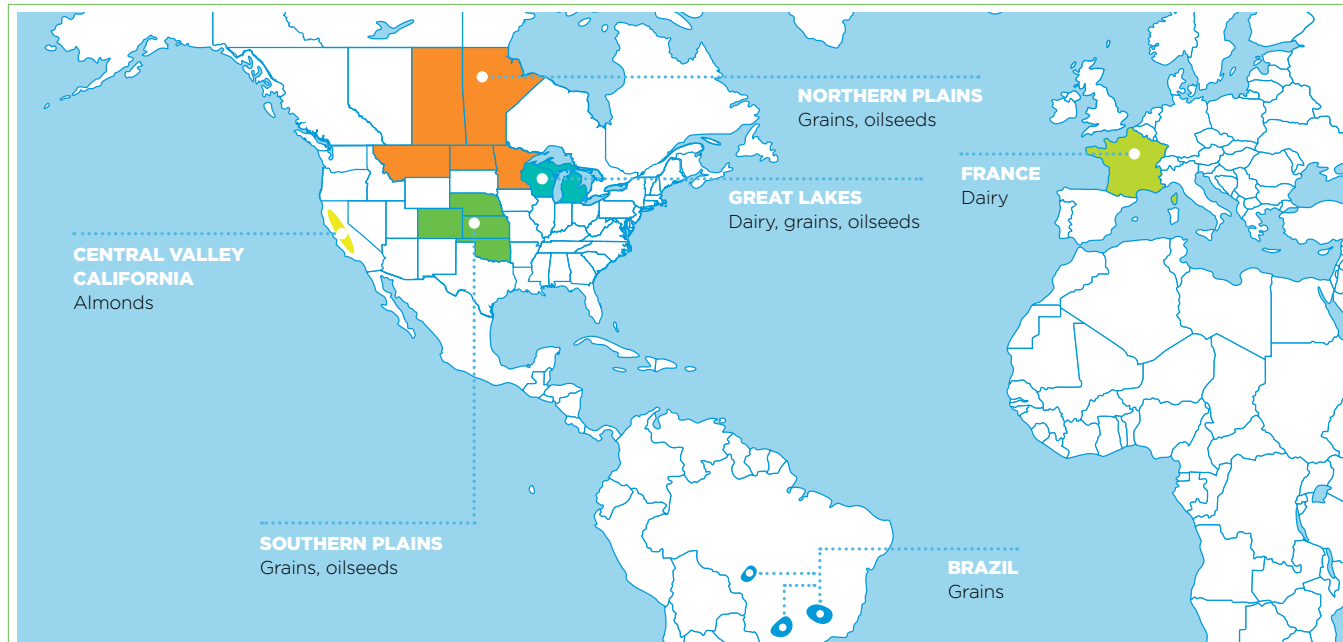 NORTHERN PLAINS
Grains, oilseeds
FRANCE
Dairy
GREAT LAKES
Dairy, grains, oilseeds
CENTRAL VALLEY
CALIFORNIA
Almonds
SOUTHERN PLAINS
Grains, oilseeds
BRAZIL
Grains